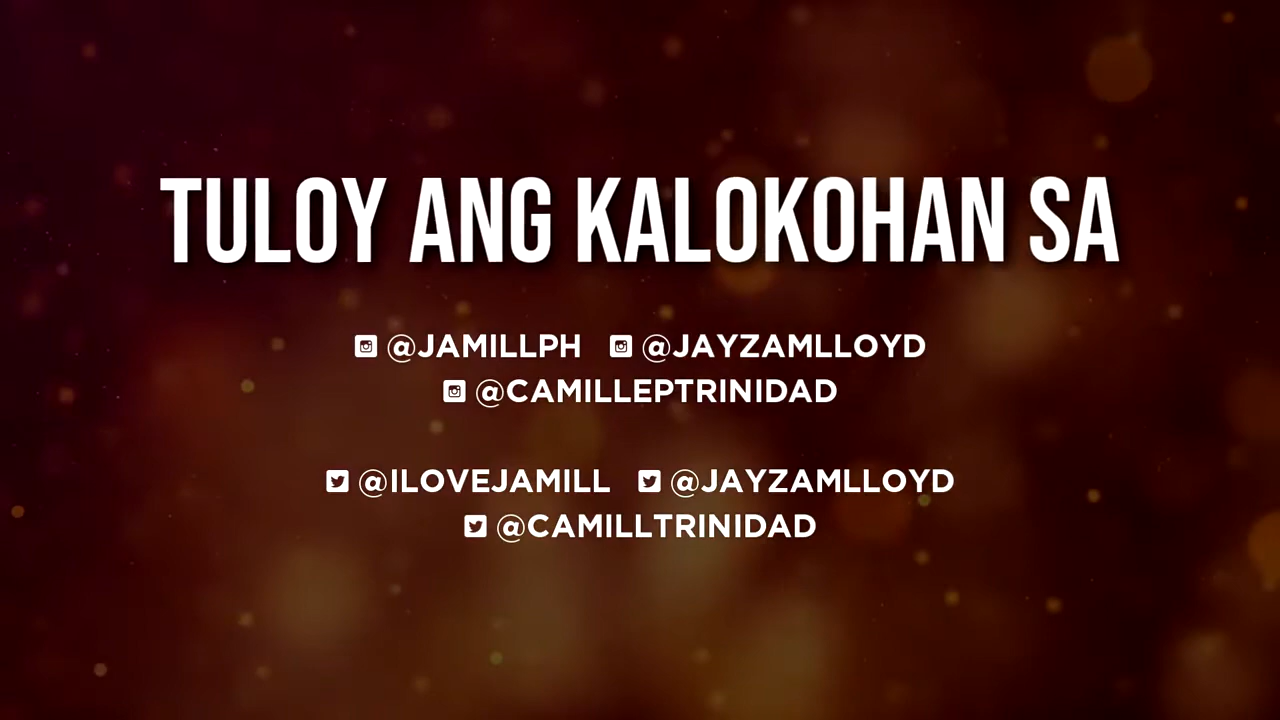 TULOY ANG KALOKOHAN SA
@JAMILLPH @JAYZAMLLOYD
@CAMILLEPTRINIDAD
@ILOVEJAMILL @JAYZAMLLOYD
@CAMILLTRINIDAD